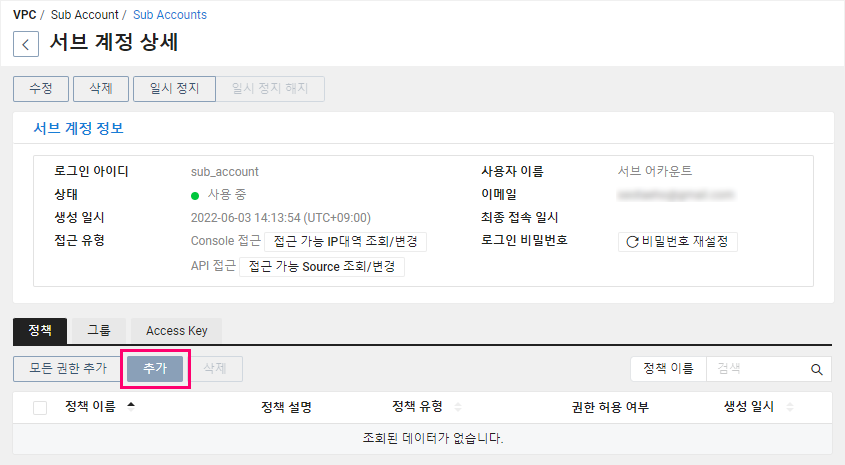 VPC / Sub Account / Sub Accounts
서브 계정 상세
수정 삭제 일시 정지 일시 정지 해지
서브 계정 정보
로그인 아이디 sub_account 사용자 이름 서브 어카운트
상태 사용 중 이메일
생성 일시 2022-06-03 14:13:54 (UTC+09:00) 최종 접속 일시
접근 유형 Console 접근 접근 가능 IP대역 조회/변경 로그인 비밀번호 비밀번호 재설정
API 접근 접근 가능 Source 조회/변경
정책 그룹 Access Key
모든 권한 추가 추가 삭제 정책 이름 검색
정책 이름 정책 설명 정책 유형 권한 허용 여부 생성 일시
조회된 데이터가 없습니다.